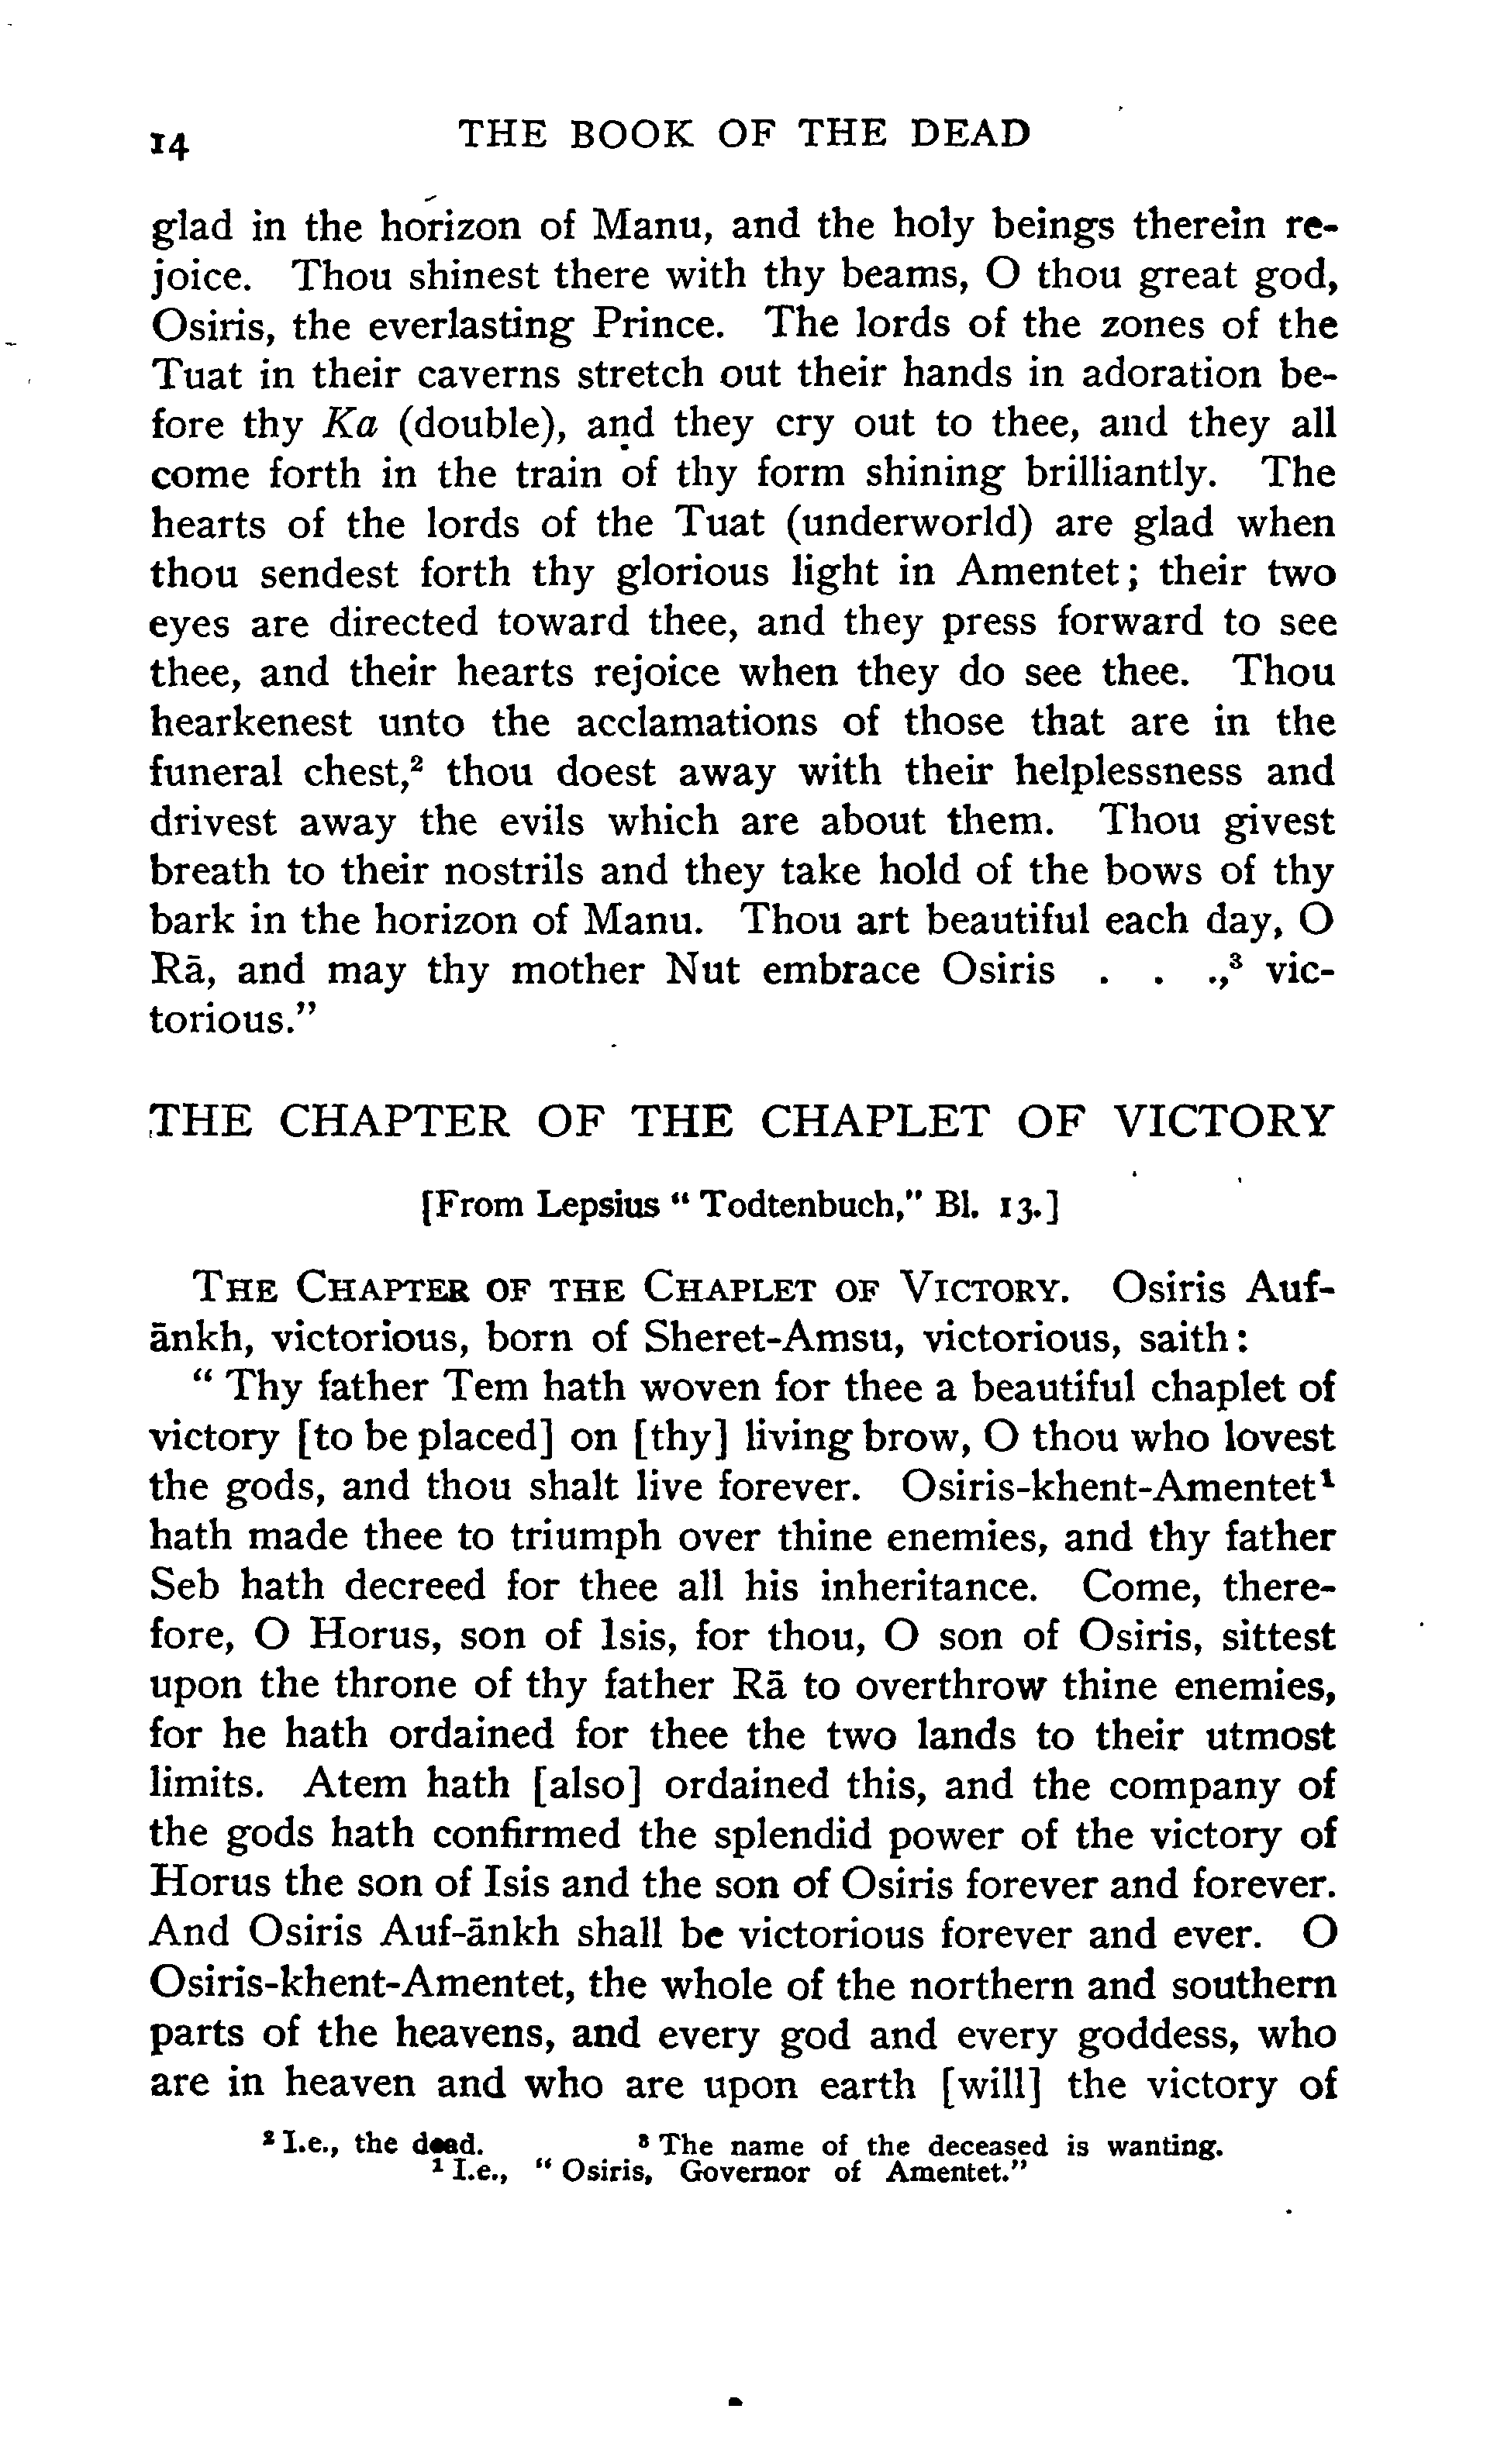 14 THE BOOK OF THE DEAD
glad in the horizon of Manu, and the holy beings therein re-
joice. Thou shinest there with thy beams, O thou great god,
Osiris, the everlasting Prince. The lords of the zones of the
Tuat in their caverns stretch out their hands in adoration be-
fore thy Ka (double), and they cry out to thee, and they all
come forth in the train of thy form shining brilliantly. The
hearts of the lords of the Tuat (underworld) are glad when
thou sendest forth thy glorious light in Amentet; their two
eyes are directed toward thee, and they press forward to see
thee, and their hearts rejoice when they do see thee. Thou
hearkenest unto the acclamations of those that are in the
funeral chest,² thou doest away with their helplessness and
drivest away the evils which are about them. Thou givest
breath to their nostrils and they take hold of the bows of thy
bark in the horizon of Manu. Thou art beautiful each day, O
Rā, and may thy mother Nut embrace Osiris . . .,³ vic-
torious."
THE CHAPTER OF THE CHAPLET OF VICTORY
[From Lepsius "Todtenbuch," Bl. 13.]
THE CHAPTER OF THE CHAPLET OF VICTORY. Osiris Auf-
ānkh, victorious, born of Sheret-Amsu, victorious, saith:
"Thy father Tem hath woven for thee a beautiful chaplet of
victory [to be placed] on [thy] living brow, O thou who lovest
the gods, and thou shalt live forever. Osiris-khent-Amentet¹
hath made thee to triumph over thine enemies, and thy father
Seb hath decreed for thee all his inheritance. Come, there-
fore, O Horus, son of Isis, for thou, O son of Osiris, sittest
upon the throne of thy father Rā to overthrow thine enemies,
for he hath ordained for thee the two lands to their utmost
limits. Atem hath [also] ordained this, and the company of
the gods hath confirmed the splendid power of the victory of
Horus the son of Isis and the son of Osiris forever and forever.
And Osiris Auf-ānkh shall be victorious forever and ever. O
Osiris-khent-Amentet, the whole of the northern and southern
parts of the heavens, and every god and every goddess, who
are in heaven and who are upon earth [will] the victory of
² I.e., the dead. ³ The name of the deceased is wanting.
¹ I.e., "Osiris, Governor of Amentet."